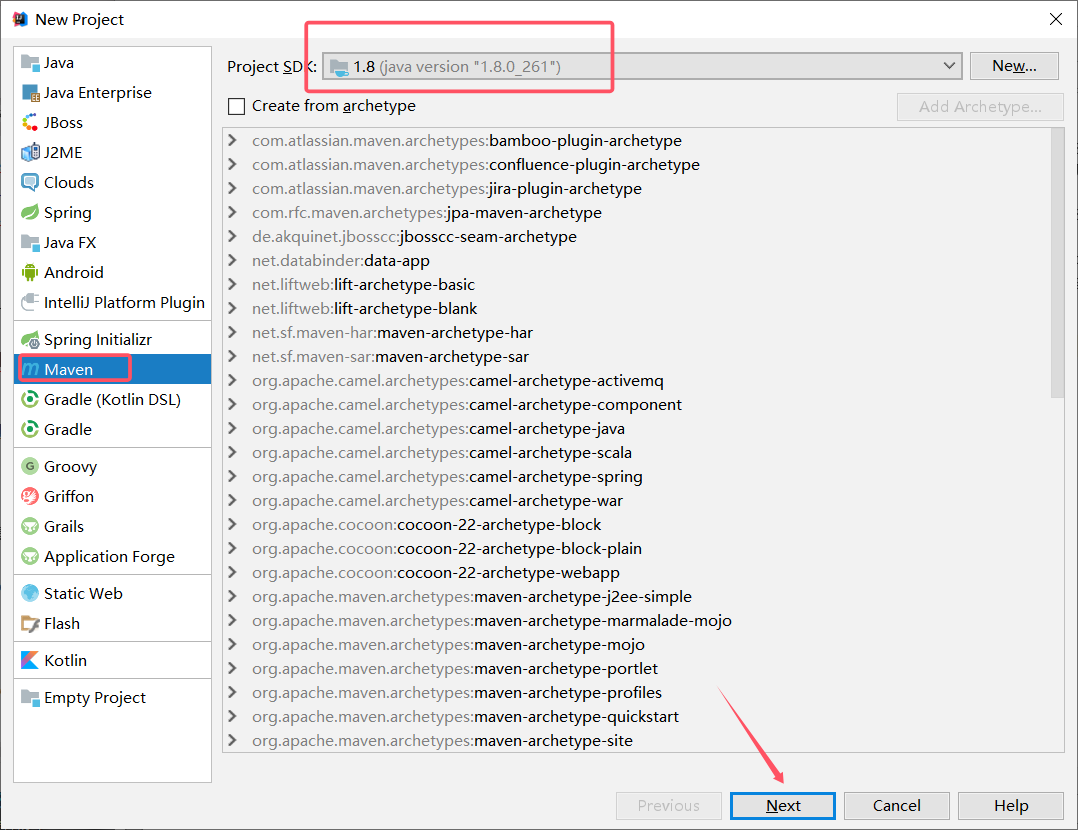 New Project
Java
Java Enterprise
JBoss
J2ME
Clouds
Spring
Java FX
Android
IntelliJ Platform Plugin
Spring Initializr
Maven
Gradle (Kotlin DSL)
Gradle
Groovy
Griffon
Grails
Application Forge
Static Web
Flash
Kotlin
Empty Project
Project SDK: 1.8 (java version "1.8.0_261") New...
Create from archetype Add Archetype...
com.atlassian.maven.archetypes:bamboo-plugin-archetype
com.atlassian.maven.archetypes:confluence-plugin-archetype
com.atlassian.maven.archetypes:jira-plugin-archetype
com.rfc.maven.archetypes:jpa-maven-archetype
de.akquinet.jbosscc:jbosscc-seam-archetype
net.databinder:data-app
net.liftweb:lift-archetype-basic
net.liftweb:lift-archetype-blank
net.sf.maven-har:maven-archetype-har
net.sf.maven-sar:maven-archetype-sar
org.apache.camel.archetypes:camel-archetype-activemq
org.apache.camel.archetypes:camel-archetype-component
org.apache.camel.archetypes:camel-archetype-java
org.apache.camel.archetypes:camel-archetype-scala
org.apache.camel.archetypes:camel-archetype-spring
org.apache.camel.archetypes:camel-archetype-war
org.apache.cocoon:cocoon-22-archetype-block
org.apache.cocoon:cocoon-22-archetype-block-plain
org.apache.cocoon:cocoon-22-archetype-webapp
org.apache.maven.archetypes:maven-archetype-j2ee-simple
org.apache.maven.archetypes:maven-archetype-marmalade-mojo
org.apache.maven.archetypes:maven-archetype-mojo
org.apache.maven.archetypes:maven-archetype-portlet
org.apache.maven.archetypes:maven-archetype-profiles
org.apache.maven.archetypes:maven-archetype-quickstart
org.apache.maven.archetypes:maven-archetype-site
Previous Next Cancel Help